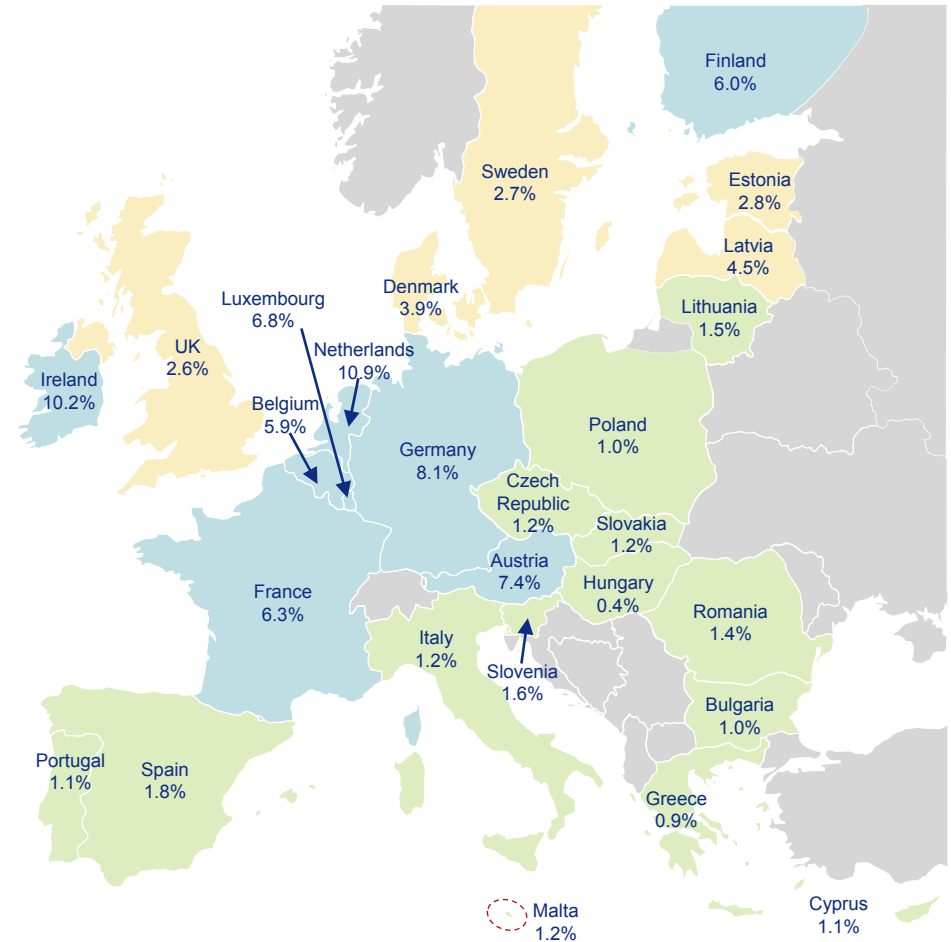 Finland
6.0%
Sweden
2.7%
Estonia
2.8%
Latvia
4.5%
Lithuania
1.5%
Denmark
3.9%
Luxembourg
6.8%
Netherlands
10.9%
UK
2.6%
Ireland
10.2%
Belgium
5.9%
Germany
8.1%
Poland
1.0%
Czech
Republic
1.2%
Slovakia
1.2%
Austria
7.4%
Hungary
0.4%
France
6.3%
Romania
1.4%
Italy
1.2%
Slovenia
1.6%
Bulgaria
1.0%
Portugal
1.1%
Spain
1.8%
Greece
0.9%
Malta
1.2%
Cyprus
1.1%